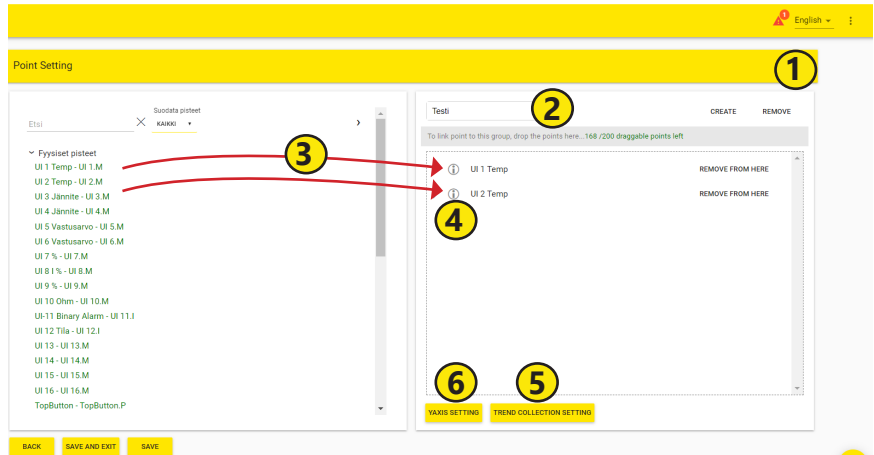 1
English
Point Setting
1
Etsi
Suodata pisteet
KAIKKI
Fyysiset pisteet
UI 1 Temp - UI 1.M
UI 2 Temp - UI 2.M
UI 3 Jännite - UI 3.M
UI 4 Jännite - UI 4.M
UI 5 Vastusarvo - UI 5.M
UI 6 Vastusarvo - UI 6.M
UI 7 % - UI 7.M
UI 8 I % - UI 8.M
UI 9 % - UI 9.M
UI 10 Ohm - UI 10.M
UI-11 Binary Alarm - UI 11.I
UI 12 Tila - UI 12.I
UI 13 - UI 13.M
UI 14 - UI 14.M
UI 15 - UI 15.M
UI 16 - UI 16.M
TopButton - TopButton.P
3
Testi
2
CREATE REMOVE
To link point to this group, drop the points here...168 /200 draggable points left
UI 1 Temp REMOVE FROM HERE
UI 2 Temp REMOVE FROM HERE
4
6
5
YAXIS SETTING TREND COLLECTION SETTING
BACK SAVE AND EXIT SAVE